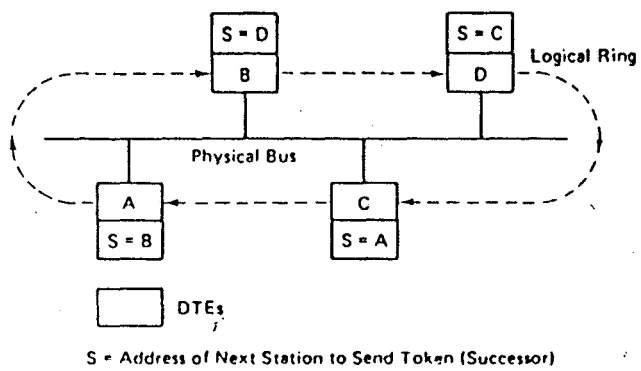 S = D
S = C
Logical Ring
B
D
Physical Bus
A
C
S = B
S = A
DTEs
S = Address of Next Station to Send Token (Successor)